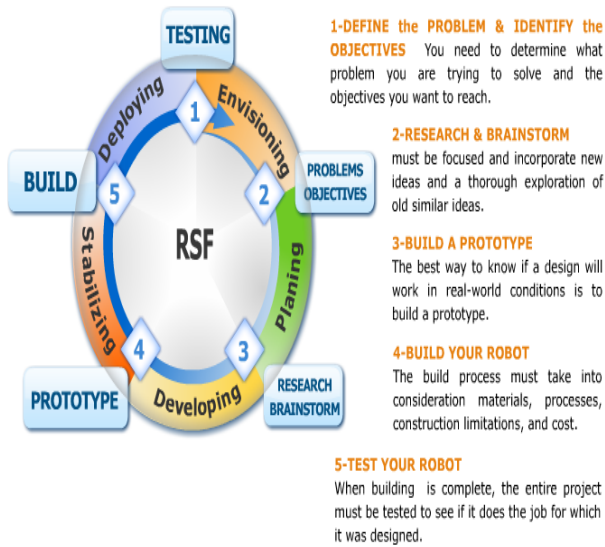 TESTING
Deploying
1
Envisioning
BUILD
5
2
PROBLEMS
OBJECTIVES
RSF
Stabilizing
Planing
4
3
PROTOTYPE
Developing
RESEARCH
BRAINSTORM
1-DEFINE the PROBLEM & IDENTIFY the
OBJECTIVES You need to determine what
problem you are trying to solve and the
objectives you want to reach.
2-RESEARCH & BRAINSTORM
must be focused and incorporate new
ideas and a thorough exploration of
old similar ideas.
3-BUILD A PROTOTYPE
The best way to know if a design will
work in real-world conditions is to
build a prototype.
4-BUILD YOUR ROBOT
The build process must take into
consideration materials, processes,
construction limitations, and cost.
5-TEST YOUR ROBOT
When building is complete, the entire project
must be tested to see if it does the job for which
it was designed.